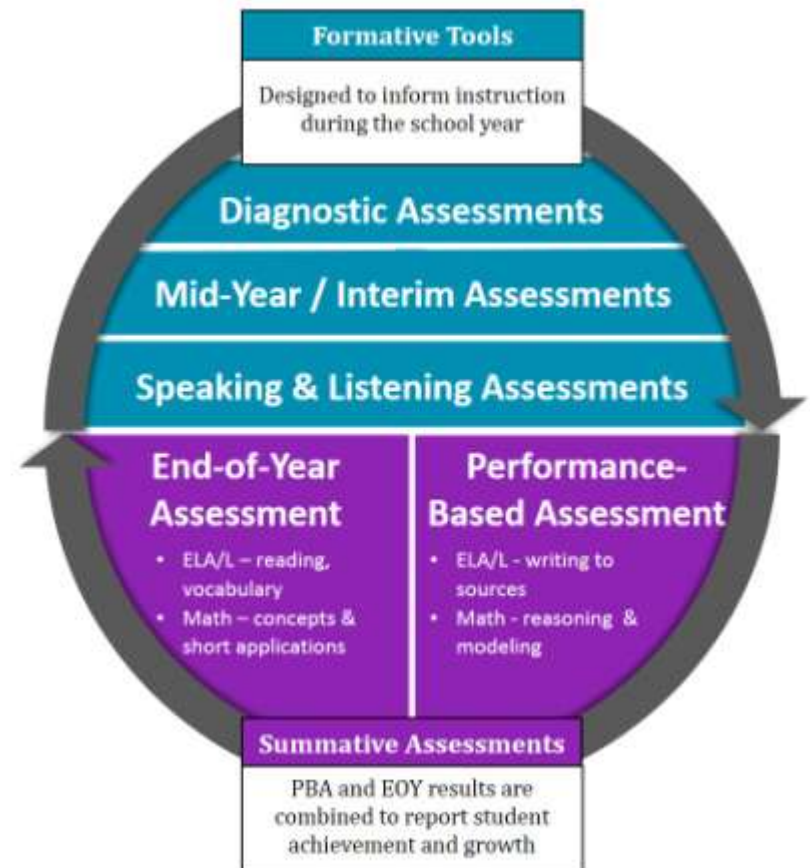 Formative Tools
Designed to inform instruction
during the school year
Diagnostic Assessments
Mid-Year / Interim Assessments
Speaking & Listening Assessments
End-of-Year
Assessment
• ELA/L – reading,
vocabulary
• Math – concepts &
short applications
Performance-
Based Assessment
• ELA/L - writing to
sources
• Math - reasoning &
modeling
Summative Assessments
PBA and EOY results are
combined to report student
achievement and growth